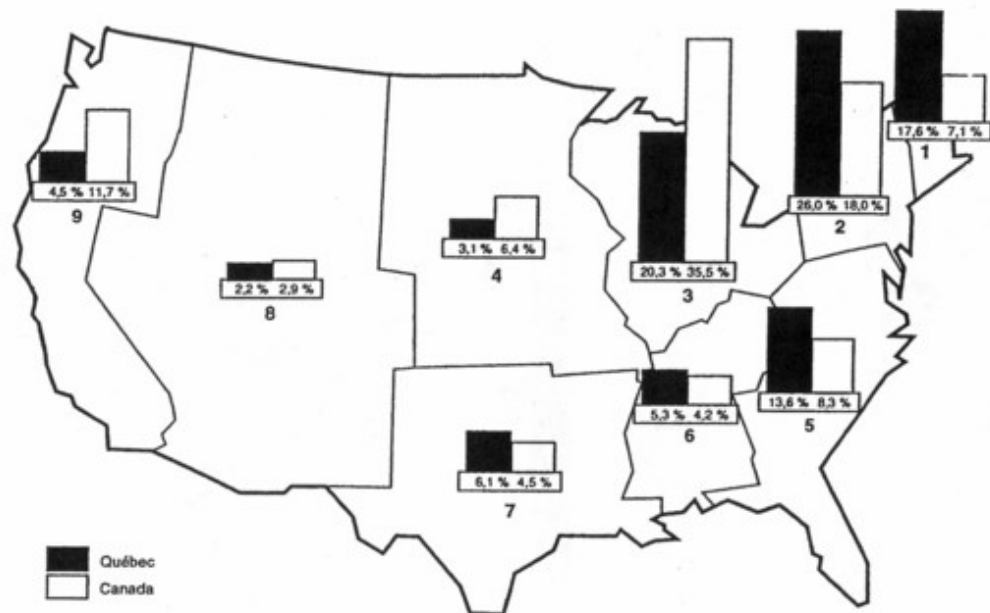 17,6 % 7,1 %
1
4,5 % 11,7 %
9
26,0 % 18,0 %
2
3,1 % 6,4 %
4
20,3 % 35,5 %
3
2,2 % 2,9 %
8
5,3 % 4,2 %
6
13,6 % 8,3 %
5
6,1 % 4,5 %
7
Québec
Canada